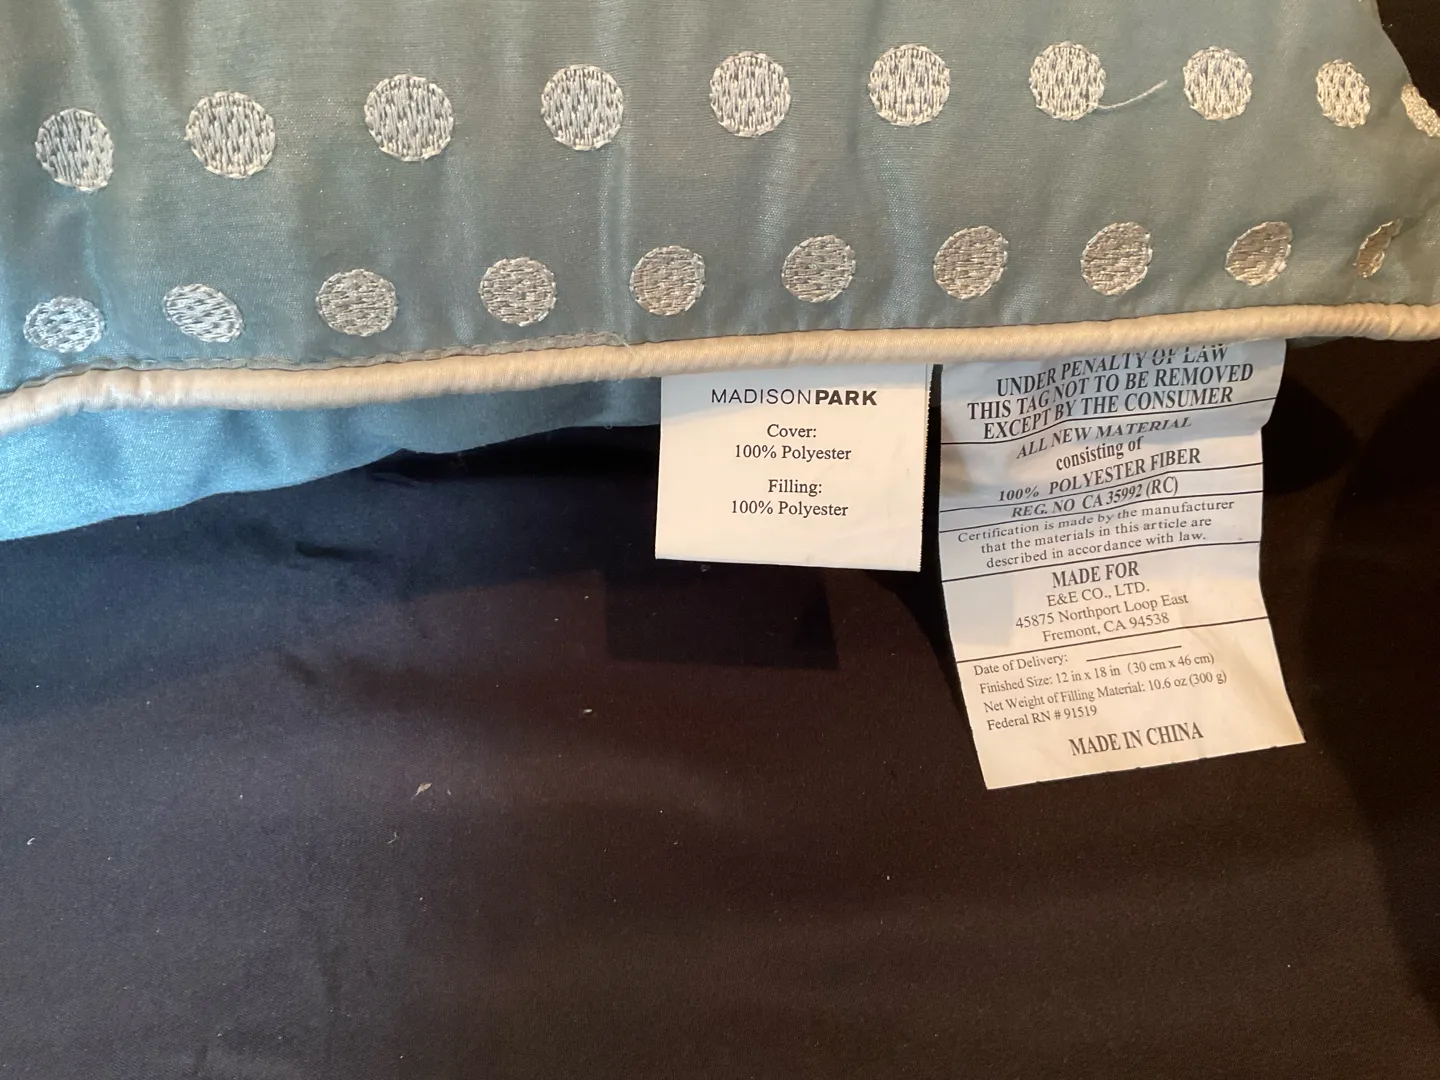 MADISONPARK
Cover:
100% Polyester
Filling:
100% Polyester
UNDER PENALTY OF LAW
THIS TAG NOT TO BE REMOVED
EXCEPT BY THE CONSUMER
ALL NEW MATERIAL
consisting of
100% POLYESTER FIBER
REG. NO CA 35992 (RC)
Certification is made by the manufacturer
that the materials in this article are
described in accordance with law.
MADE FOR
E&E CO., LTD.
45875 Northport Loop East
Fremont, CA 94538
Date of Delivery:
Finished Size: 12 in x 18 in (30 cm x 46 cm)
Net Weight of Filling Material: 10.6 oz (300 g)
Federal RN # 91519
MADE IN CHINA